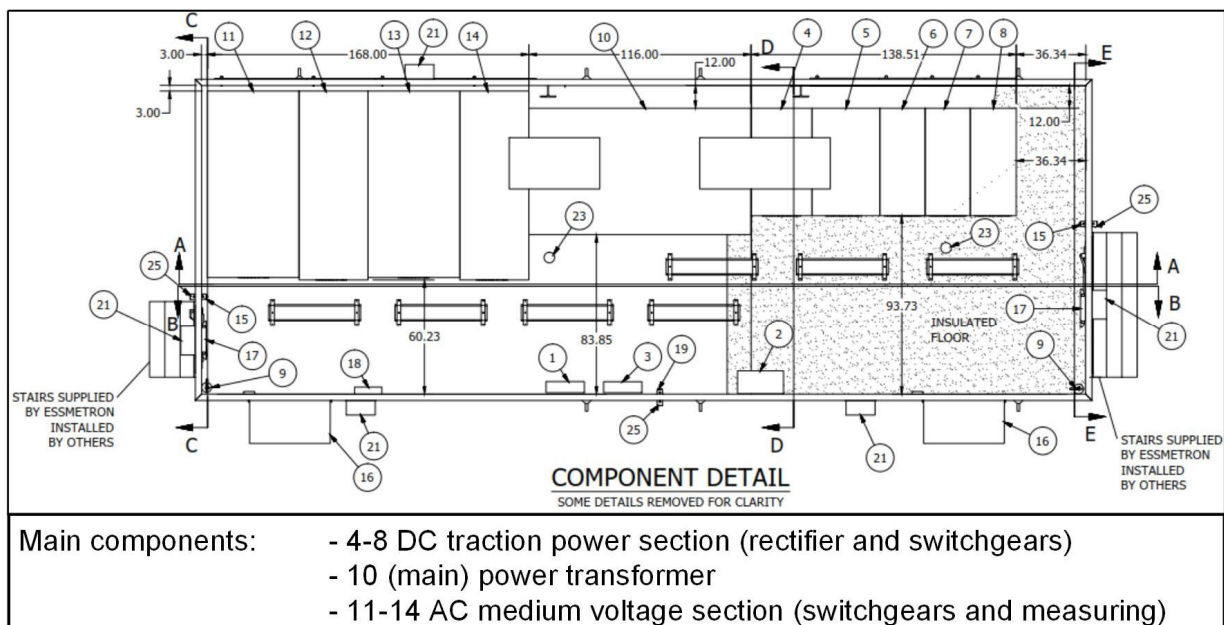 C
3.00
11
12
168.00
13
21
14
10
116.00
D
12.00
4
5
138.51
6
7
8
36.34
E
3.00
12.00
36.34
25
23
23
15
A
A
25
21
B
15
17
9
60.23
83.85
93.73
INSULATED
FLOOR
B
17
21
9
18
1
3
19
2
STAIRS SUPPLIED
BY ESSMETRON
INSTALLED
BY OTHERS
C
21
16
25
D
21
16
E
STAIRS SUPPLIED
BY ESSMETRON
INSTALLED
BY OTHERS
COMPONENT DETAIL
SOME DETAILS REMOVED FOR CLARITY
Main components: - 4-8 DC traction power section (rectifier and switchgears)
- 10 (main) power transformer
- 11-14 AC medium voltage section (switchgears and measuring)